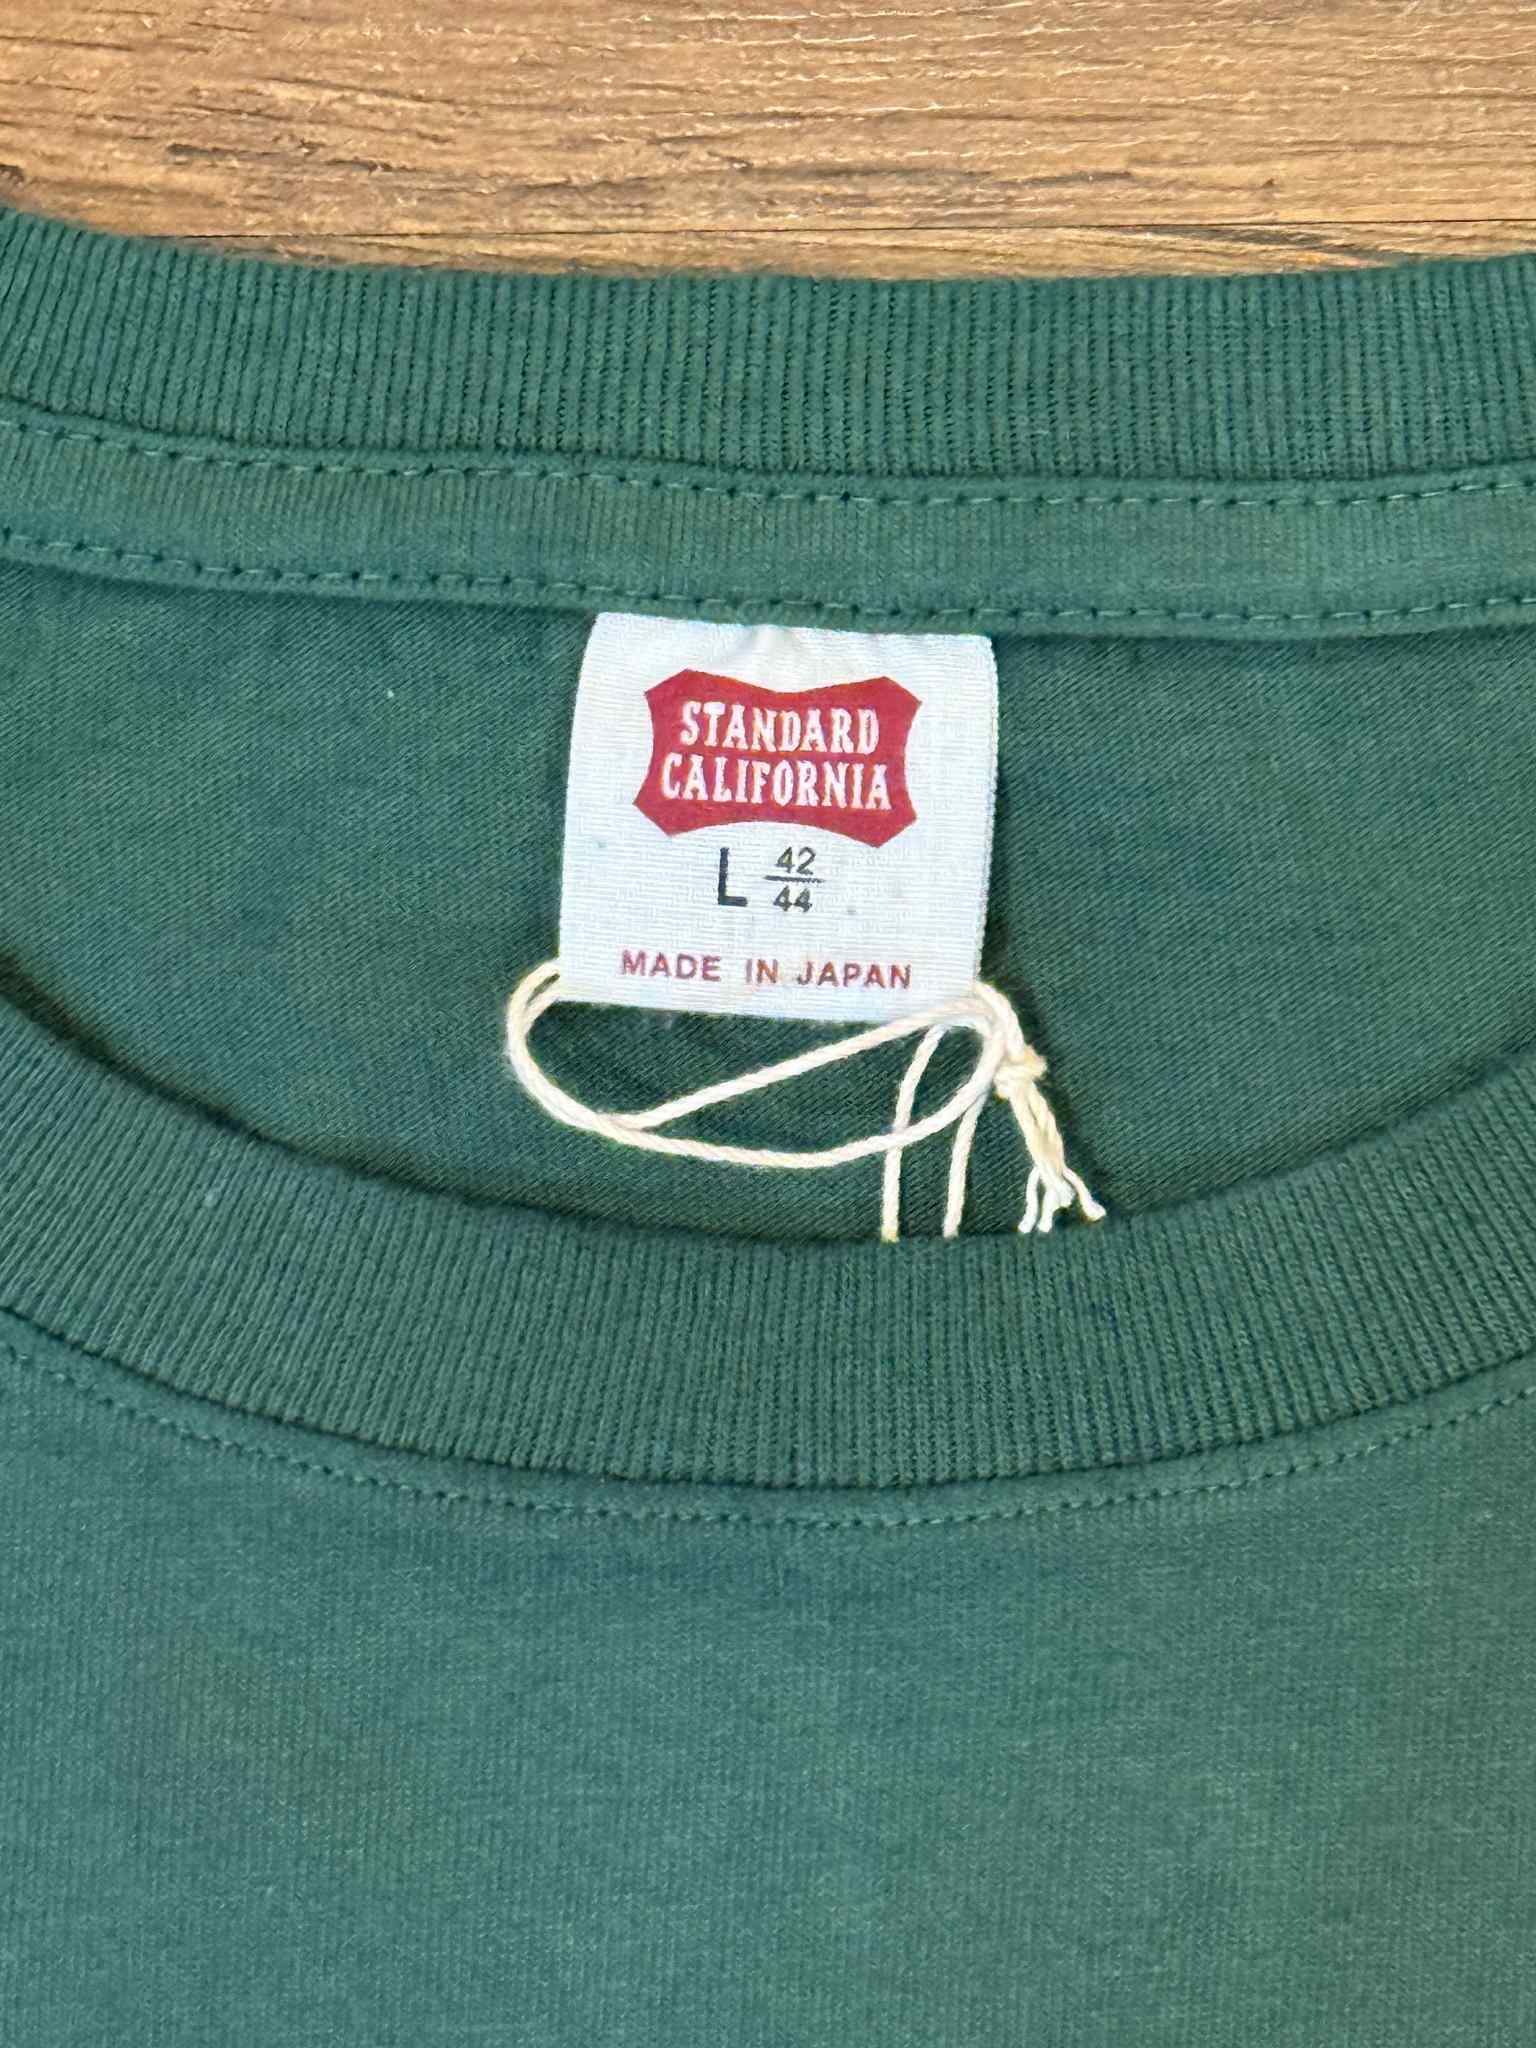 STANDARD
CALIFORNIA
L 42/44
MADE IN JAPAN